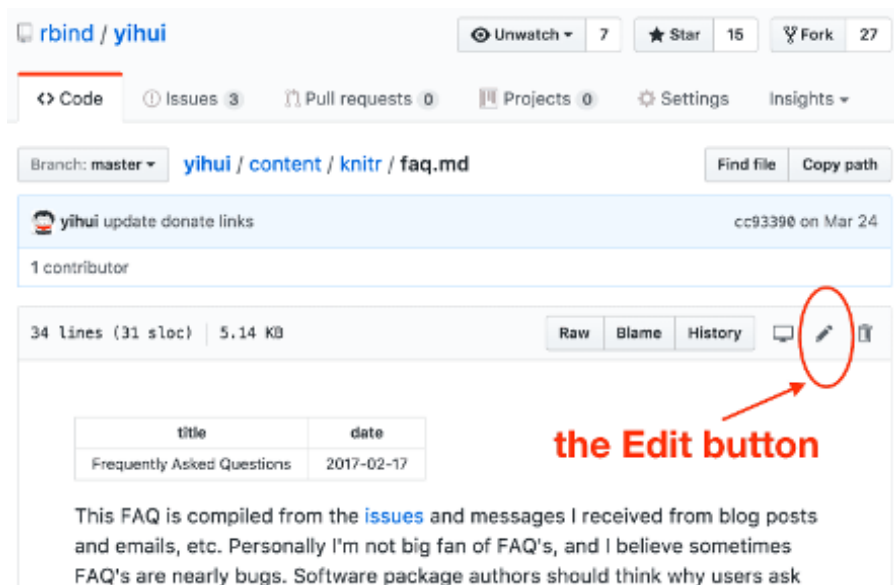 rbind / yihui
Unwatch 7 Star 15 Fork 27
Code Issues 3 Pull requests 0 Projects 0 Settings Insights
Branch: master yihui / content / knitr / faq.md Find file Copy path
yihui update donate links cc93390 on Mar 24
1 contributor
34 lines (31 sloc) 5.14 KB Raw Blame History
the Edit button
title date
Frequently Asked Questions 2017-02-17
This FAQ is compiled from the issues and messages I received from blog posts
and emails, etc. Personally I'm not big fan of FAQ's, and I believe sometimes
FAQ's are nearly bugs. Software package authors should think why users ask